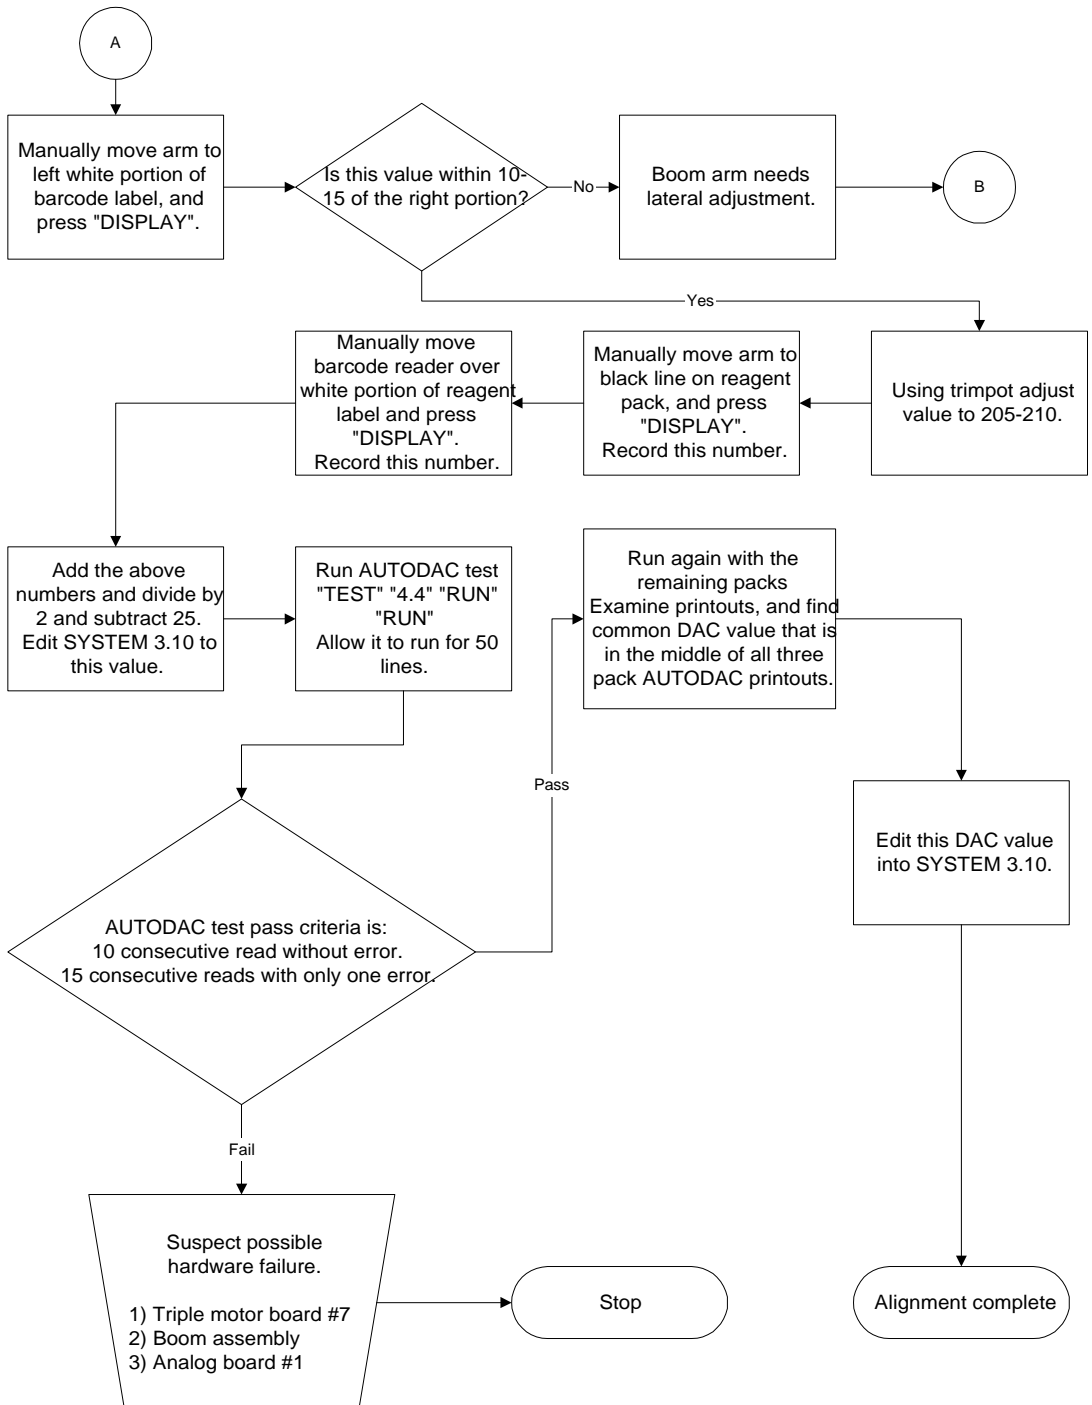 A
Manually move arm to
left white portion of
barcode label, and
press "DISPLAY".
Is this value within 10-
15 of the right portion?
No
Boom arm needs
lateral adjustment.
B
Yes
Using trimpot adjust
value to 205-210.
Manually move arm to
black line on reagent
pack, and press
"DISPLAY".
Record this number.
Manually move
barcode reader over
white portion of reagent
label and press
"DISPLAY".
Record this number.
Add the above
numbers and divide by
2 and subtract 25.
Edit SYSTEM 3.10 to
this value.
Run AUTODAC test
"TEST" "4.4" "RUN"
"RUN"
Allow it to run for 50
lines.
AUTODAC test pass criteria is:
10 consecutive read without error.
15 consecutive reads with only one error.
Pass
Run again with the
remaining packs
Examine printouts, and find
common DAC value that is
in the middle of all three
pack AUTODAC printouts.
Edit this DAC value
into SYSTEM 3.10.
Alignment complete
Fail
Suspect possible
hardware failure.
1) Triple motor board #7
2) Boom assembly
3) Analog board #1
Stop